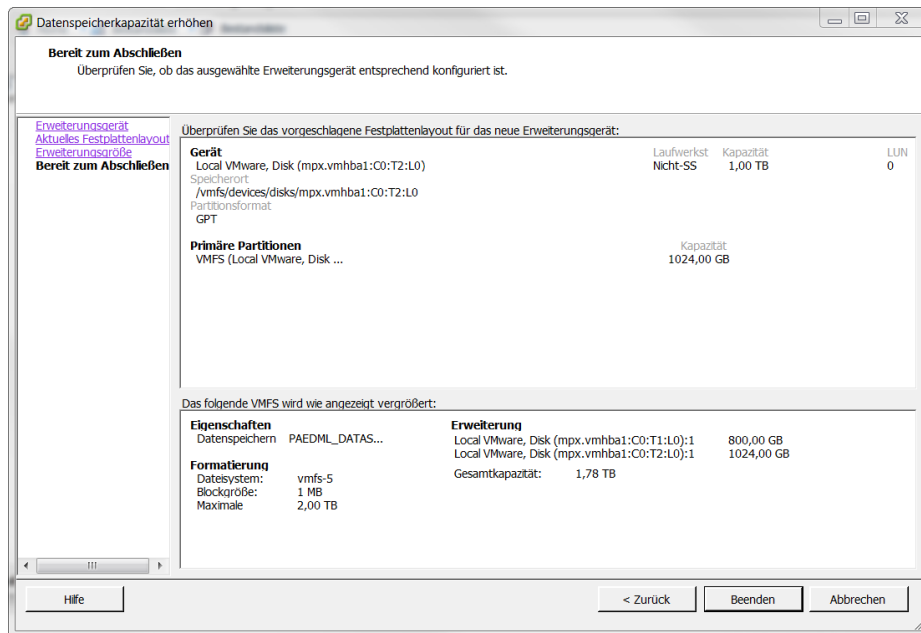 Datenspeicherkapazität erhöhen
Bereit zum Abschließen
Überprüfen Sie, ob das ausgewählte Erweiterungsgerät entsprechend konfiguriert ist.
Erweiterungsgerät
Aktuelles Festplattenlayout
Erweiterungsgröße
Bereit zum Abschließen
Überprüfen Sie das vorgeschlagene Festplattenlayout für das neue Erweiterungsgerät:
Gerät Laufwerkst Kapazität LUN
Local VMware, Disk (mpx.vmhba1:C0:T2:L0) Nicht-SS 1,00 TB 0
Speicherort
/vmfs/devices/disks/mpx.vmhba1:C0:T2:L0
Partitionsformat
GPT
Primäre Partitionen Kapazität
VMFS (Local VMware, Disk ... 1024,00 GB
Das folgende VMFS wird wie angezeigt vergrößert:
Eigenschaften
Datenspeichern PAEDML_DATAS...
Formatierung
Dateisystem: vmfs-5
Blockgröße: 1 MB
Maximale 2,00 TB
Erweiterung
Local VMware, Disk (mpx.vmhba1:C0:T1:L0):1 800,00 GB
Local VMware, Disk (mpx.vmhba1:C0:T2:L0):1 1024,00 GB
Gesamtkapazität: 1,78 TB
Hilfe < Zurück Beenden Abbrechen